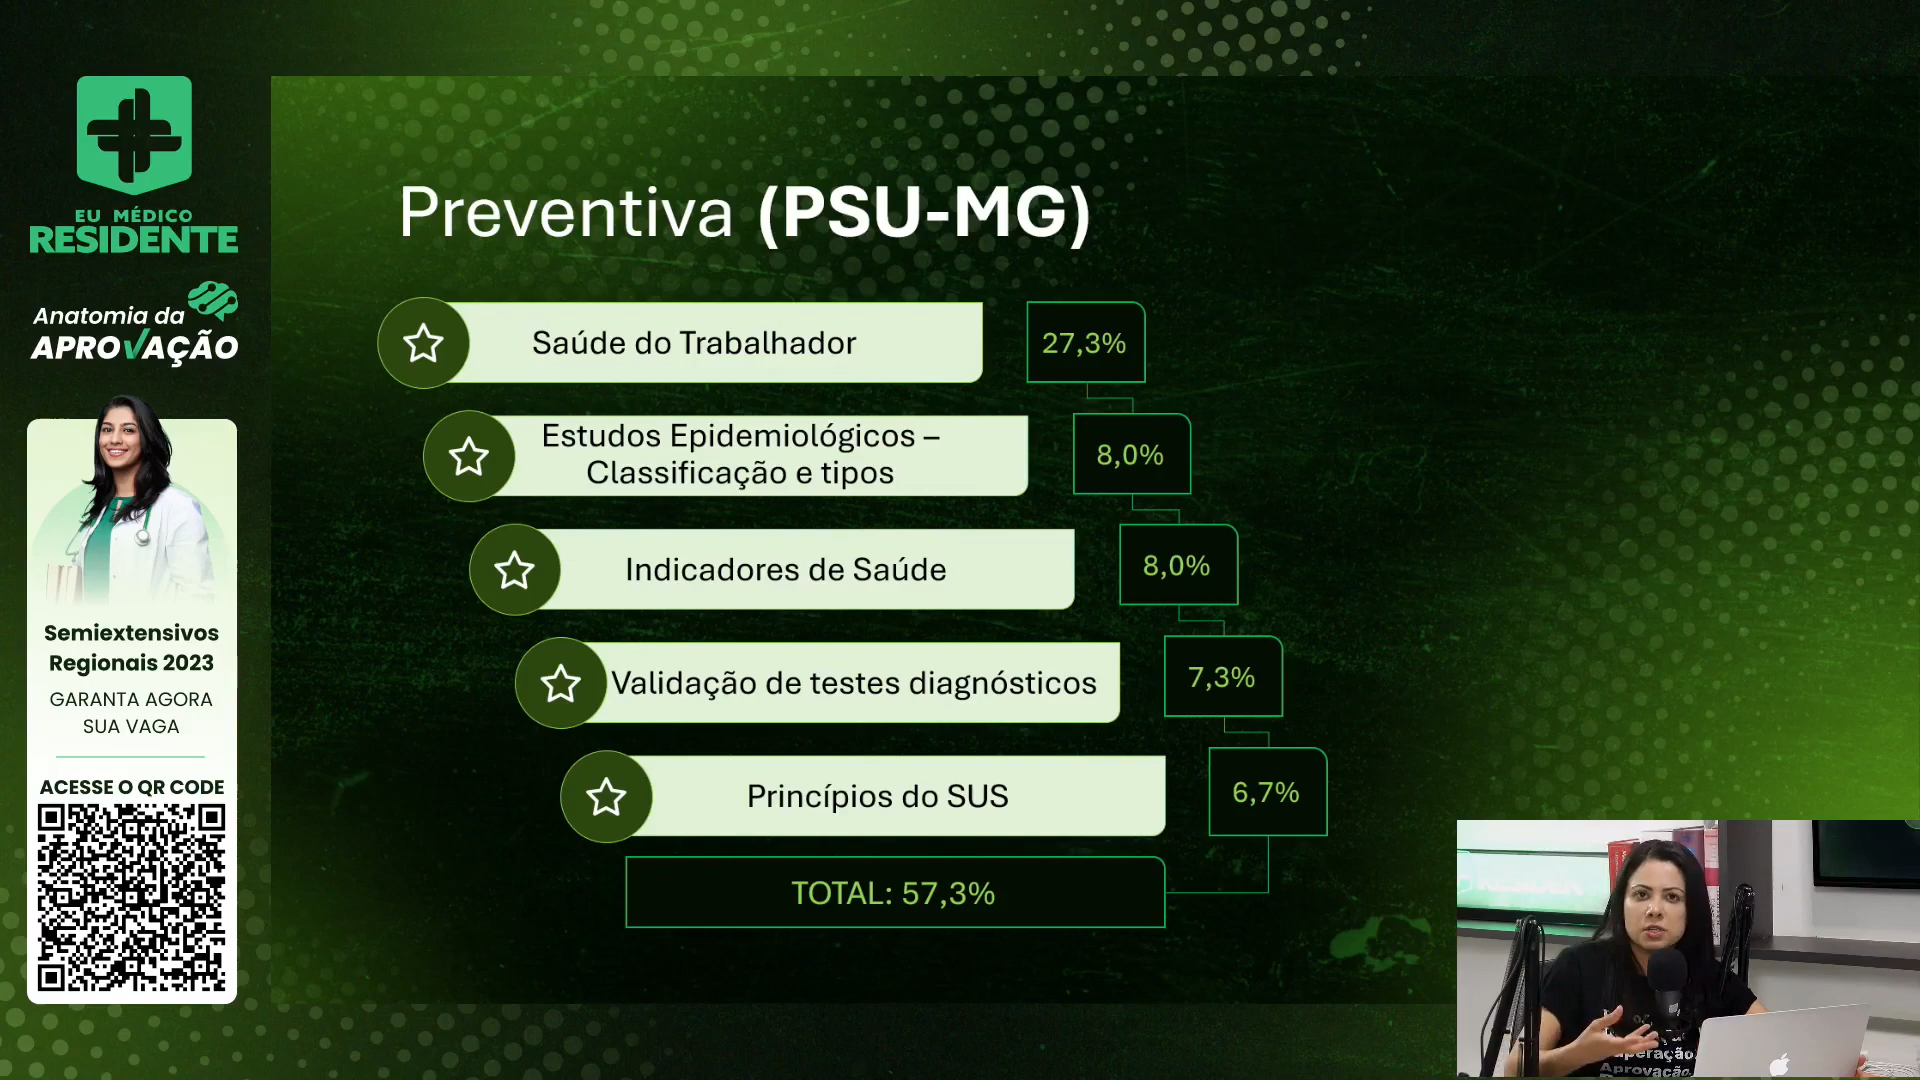 EU MÉDICO
RESIDENTE
Anatomia da
APROVAÇÃO
Semiextensivos
Regionais 2023
GARANTA AGORA
SUA VAGA
ACESSE O QR CODE
Preventiva (PSU-MG)
Saúde do Trabalhador
27,3%
Estudos Epidemiológicos –
Classificação e tipos
8,0%
Indicadores de Saúde
8,0%
Validação de testes diagnósticos
7,3%
Princípios do SUS
6,7%
TOTAL: 57,3%
Aprovação